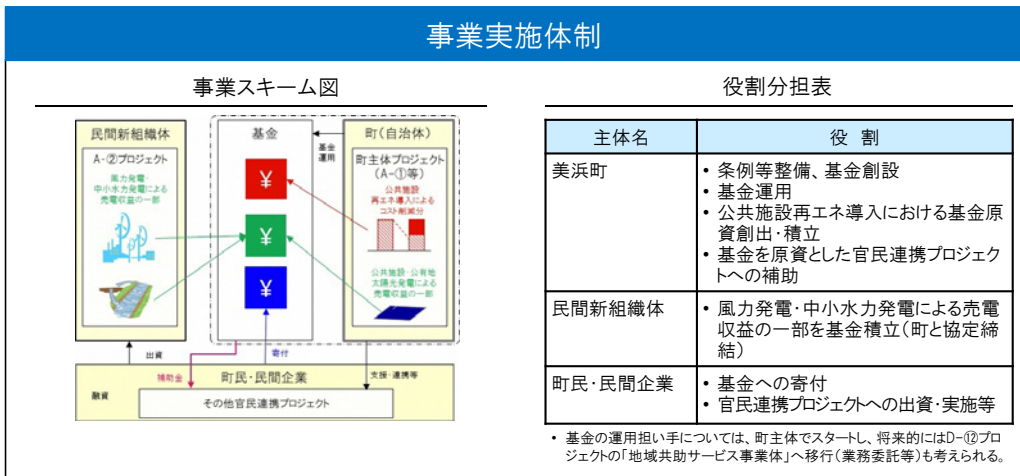 事業実施体制
事業スキーム図
民間新組織体
A-②プロジェクト
風力発電・
中小水力発電による
売電収益の一部
基金
¥
¥
¥
基金
運用
町(自治体)
町主体プロジェクト
(A-①等)
公共施設
再エネ導入による
コスト削減分
公共施設・公有地
太陽光発電による
売電収益の一部
出資
補助金
寄付
支援・連携等
融資
町民・民間企業
その他官民連携プロジェクト
役割分担表
主体名
役 割
美浜町
• 条例等整備、基金創設
• 基金運用
• 公共施設再エネ導入における基金原
資創出・積立
• 基金を原資とした官民連携プロジェク
トへの補助
民間新組織体
• 風力発電・中小水力発電による売電
収益の一部を基金積立(町と協定締
結)
町民・民間企業
• 基金への寄付
• 官民連携プロジェクトへの出資・実施等
• 基金の運用担い手については、町主体でスタートし、将来的にはD-⑫プロ
ジェクトの「地域共助サービス事業体」へ移行(業務委託等)も考えられる。